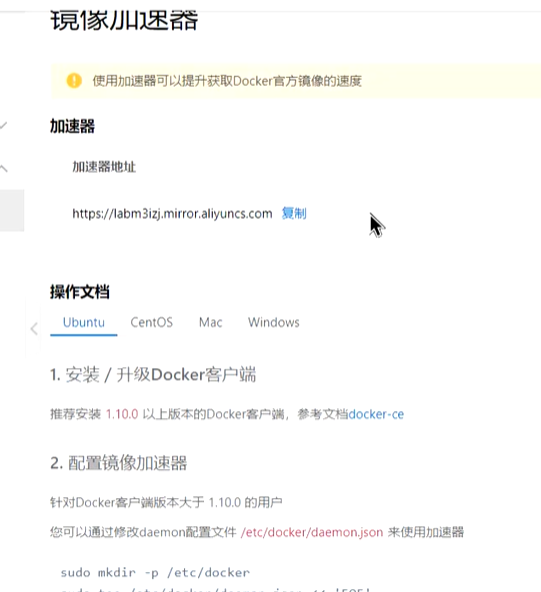 镜像加速器
使用加速器可以提升获取Docker官方镜像的速度
加速器
加速器地址
https://labm3izj.mirror.aliyuncs.com 复制
操作文档
Ubuntu CentOS Mac Windows
1. 安装 / 升级Docker客户端
推荐安装 1.10.0 以上版本的Docker客户端，参考文档docker-ce
2. 配置镜像加速器
针对Docker客户端版本大于 1.10.0 的用户
您可以通过修改daemon配置文件 /etc/docker/daemon.json 来使用加速器
sudo mkdir -p /etc/docker